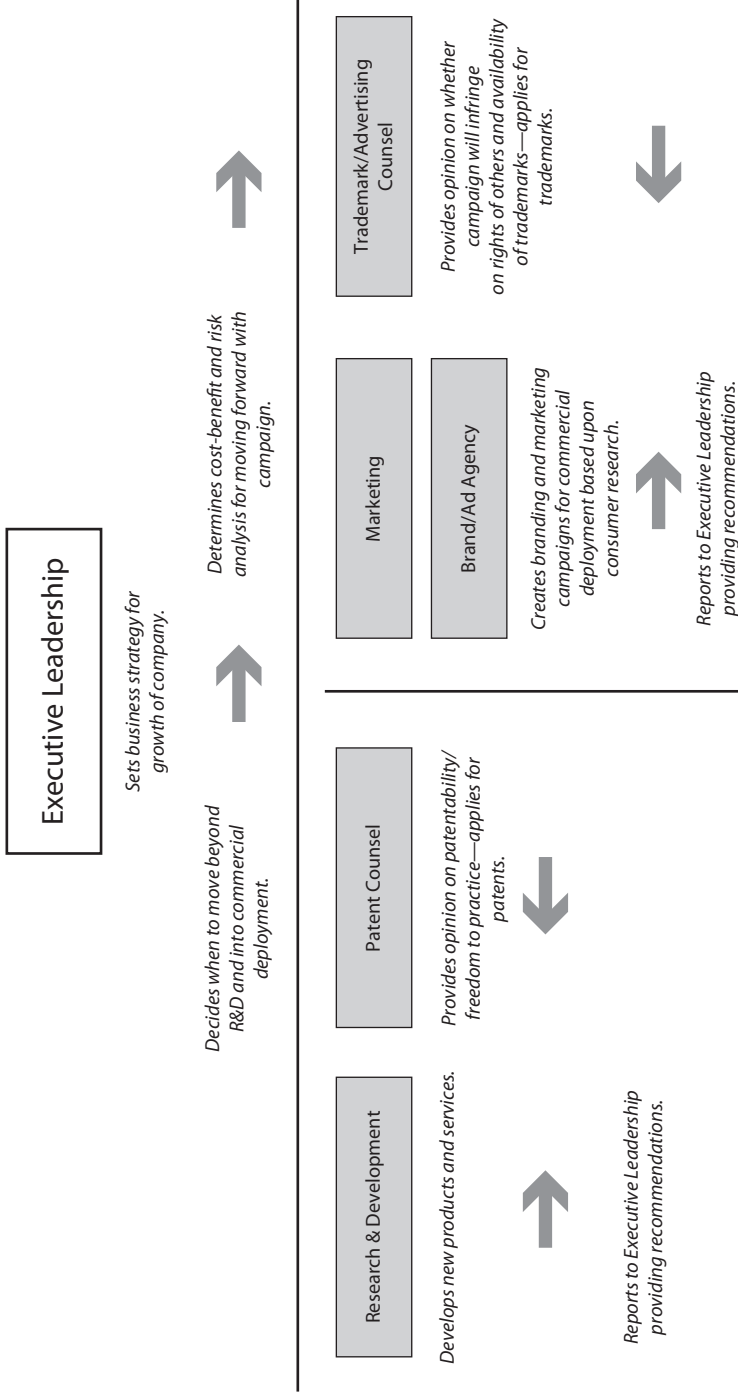 Executive Leadership
Sets business strategy for
growth of company.
Decides when to move beyond
R&D and into commercial
deployment.
Determines cost-benefit and risk
analysis for moving forward with
campaign.
Research & Development
Develops new products and services.
Reports to Executive Leadership
providing recommendations.
Patent Counsel
Provides opinion on patentability/
freedom to practice—applies for
patents.
Marketing
Brand/Ad Agency
Creates branding and marketing
campaigns for commercial
deployment based upon
consumer research.
Reports to Executive Leadership
providing recommendations.
Trademark/Advertising
Counsel
Provides opinion on whether
campaign will infringe
on rights of others and availability
of trademarks—applies for
trademarks.